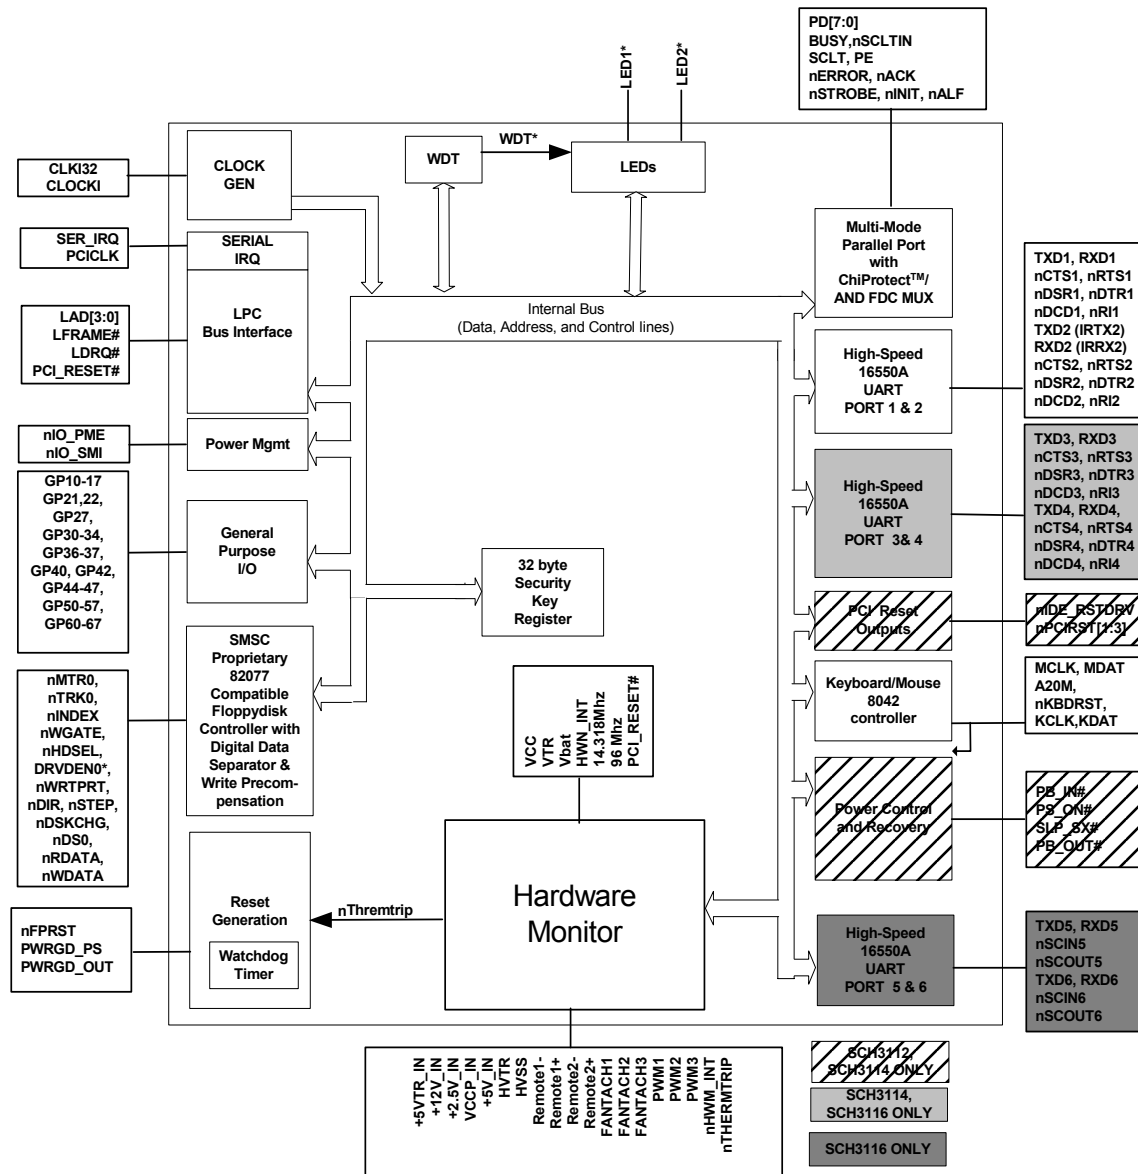 PD[7:0]
BUSY,nSCLTIN
SCLT, PE
nERROR, nACK
nSTROBE, nINIT, nALF
LED1*
LED2*
CLKI32
CLOCKI
CLOCK
GEN
WDT
WDT*
LEDs
SER_IRQ
PCICLK
SERIAL
IRQ
LPC
Bus Interface
LAD[3:0]
LFRAME#
LDRQ#
PCI_RESET#
Internal Bus
(Data, Address, and Control lines)
Multi-Mode
Parallel Port
with
ChiProtect™/
AND FDC MUX
TXD1, RXD1
nCTS1, nRTS1
nDSR1, nDTR1
nDCD1, nRI1
TXD2 (IRTX2)
RXD2 (IRRX2)
nCTS2, nRTS2
nDSR2, nDTR2
nDCD2, nRI2
High-Speed
16550A
UART
PORT 1 & 2
nIO_PME
nIO_SMI
Power Mgmt
TXD3, RXD3
nCTS3, nRTS3
nDSR3, nDTR3
nDCD3, nRI3
TXD4, RXD4,
nCTS4, nRTS4
nDSR4, nDTR4
nDCD4, nRI4
High-Speed
16550A
UART
PORT 3& 4
GP10-17
GP21,22,
GP27,
GP30-34,
GP36-37,
GP40, GP42,
GP44-47,
GP50-57,
GP60-67
General
Purpose
I/O
32 byte
Security
Key
Register
PCI Reset
Outputs
nIDE_RSTDRV
nPCIRST[1:3]
nMTR0,
nTRK0,
nINDEX
nWGATE,
nHDSEL,
DRVDEN0*,
nWRTPRT,
nDIR, nSTEP,
nDSKCHG,
nDS0,
nRDATA,
nWDATA
SMSC
Proprietary
82077
Compatible
Floppydisk
Controller with
Digital Data
Separator &
Write Precom-
pensation
VCC
VTR
Vbat
HWN_INT
14.318Mhz
96 Mhz
PCI_RESET#
Keyboard/Mouse
8042
controller
MCLK, MDAT
A20M,
nKBDRST,
KCLK,KDAT
Power Control
and Recovery
PB_IN#
PS_ON#
SLP_SX#
PB_OUT#
nFPRST
PWRGD_PS
PWRGD_OUT
Reset
Generation
Watchdog
Timer
nThremtrip
Hardware
Monitor
High-Speed
16550A
UART
PORT 5 & 6
TXD5, RXD5
nSCIN5
nSCOUT5
TXD6, RXD6
nSCIN6
nSCOUT6
+5VTR_IN
+12V_IN
+2.5V_IN
VCCP_IN
+5V_IN
HVTR
HVSS
Remote1-
Remote1+
Remote2-
Remote2+
FANTACH1
FANTACH2
FANTACH3
PWM1
PWM2
PWM3
nHWM_INT
nTHERMTRIP
SCH3112,
SCH3114 ONLY
SCH3114,
SCH3116 ONLY
SCH3116 ONLY